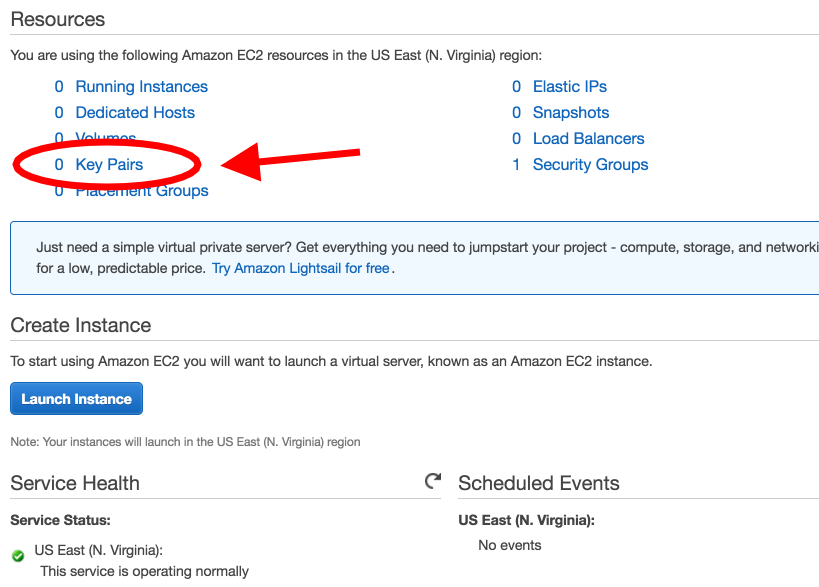 Resources
You are using the following Amazon EC2 resources in the US East (N. Virginia) region:
0 Running Instances
0 Elastic IPs
0 Dedicated Hosts
0 Snapshots
0 Volumes
0 Load Balancers
0 Key Pairs
1 Security Groups
0 Placement Groups
Just need a simple virtual private server? Get everything you need to jumpstart your project - compute, storage, and networki
for a low, predictable price. Try Amazon Lightsail for free.
Create Instance
To start using Amazon EC2 you will want to launch a virtual server, known as an Amazon EC2 instance.
Launch Instance
Note: Your instances will launch in the US East (N. Virginia) region
Service Health
Scheduled Events
Service Status:
US East (N. Virginia):
US East (N. Virginia):
No events
This service is operating normally